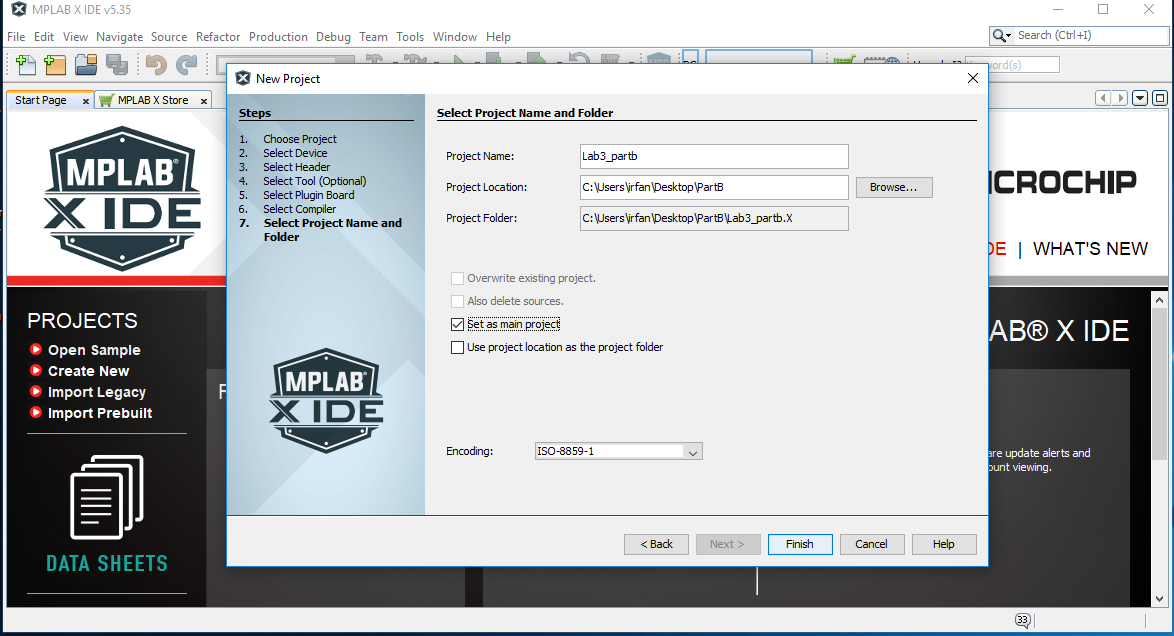 MPLAB X IDE v5.35
File Edit View Navigate Source Refactor Production Debug Team Tools Window Help
Search (Ctrl+I)
Start Page x MPLAB X Store x
New Project
Steps
1. Choose Project
2. Select Device
3. Select Header
4. Select Tool (Optional)
5. Select Plugin Board
6. Select Compiler
7. Select Project Name and
Folder
MPLAB®
X IDE
Select Project Name and Folder
Project Name: Lab3_partb
Project Location: C:\Users\irfan\Desktop\PartB Browse...
Project Folder: C:\Users\irfan\Desktop\PartB\Lab3_partb.X
Overwrite existing project.
Also delete sources.
Set as main project
Use project location as the project folder
Encoding: ISO-8859-1
< Back Next > Finish Cancel Help
MPLAB®
X IDE
ICROCHIP
DE | WHAT'S NEW
PROJECTS
Open Sample
Create New
Import Legacy
Import Prebuilt
DATA SHEETS
LAB® X IDE
are update alerts and
ount viewing.
33